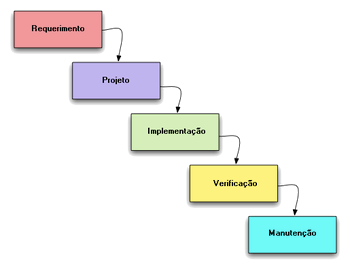 Requerimento
Projeto
Implementação
Verificação
Manutenção